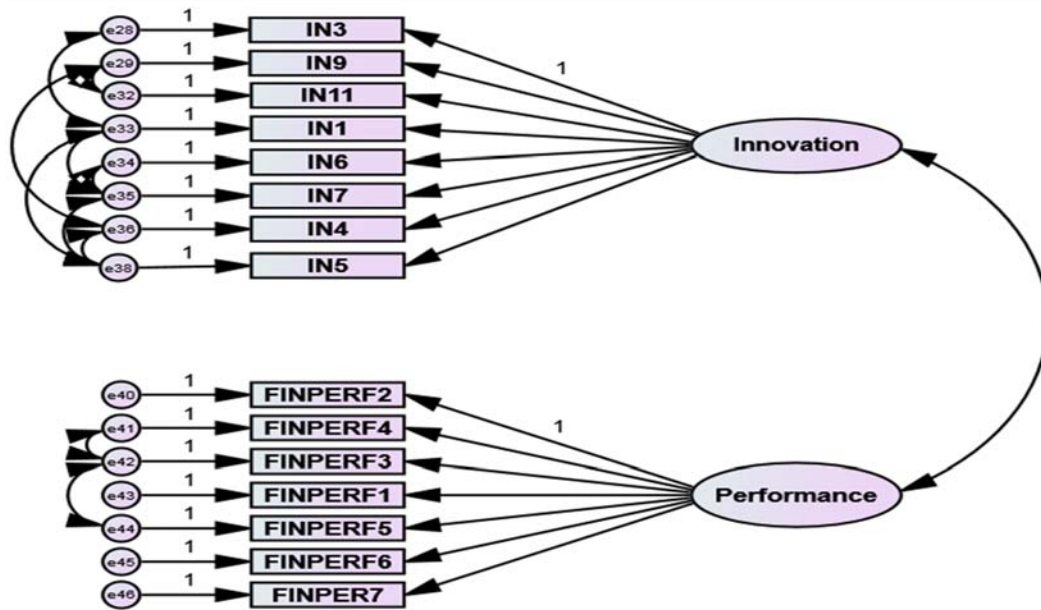 1
e28 1 IN3
e29 1 IN9
e32 1 IN11
e33 1 IN1
e34 1 IN6
e35 1 IN7
e36 1 IN4
e38 1 IN5
Innovation
e40 1 FINPERF2
1
e41 1 FINPERF4
e42 1 FINPERF3
e43 1 FINPERF1
e44 1 FINPERF5
e45 1 FINPERF6
e46 1 FINPER7
Performance